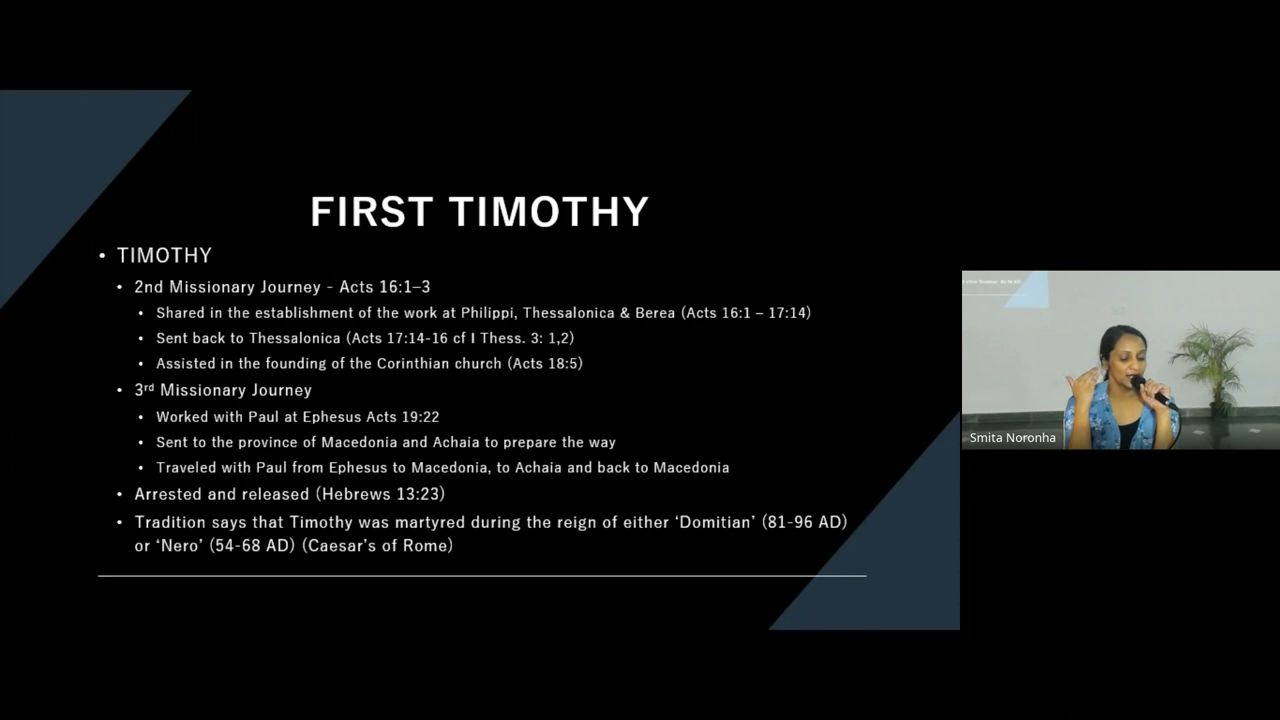 FIRST TIMOTHY
• TIMOTHY
• 2nd Missionary Journey - Acts 16:1–3
• Shared in the establishment of the work at Philippi, Thessalonica & Berea (Acts 16:1 – 17:14)
• Sent back to Thessalonica (Acts 17:14-16 cf I Thess. 3: 1,2)
• Assisted in the founding of the Corinthian church (Acts 18:5)
• 3rd Missionary Journey
• Worked with Paul at Ephesus Acts 19:22
• Sent to the province of Macedonia and Achaia to prepare the way
• Traveled with Paul from Ephesus to Macedonia, to Achaia and back to Macedonia
• Arrested and released (Hebrews 13:23)
• Tradition says that Timothy was martyred during the reign of either ‘Domitian’ (81-96 AD)
or ‘Nero’ (54-68 AD) (Caesar’s of Rome)
Smita Noronha